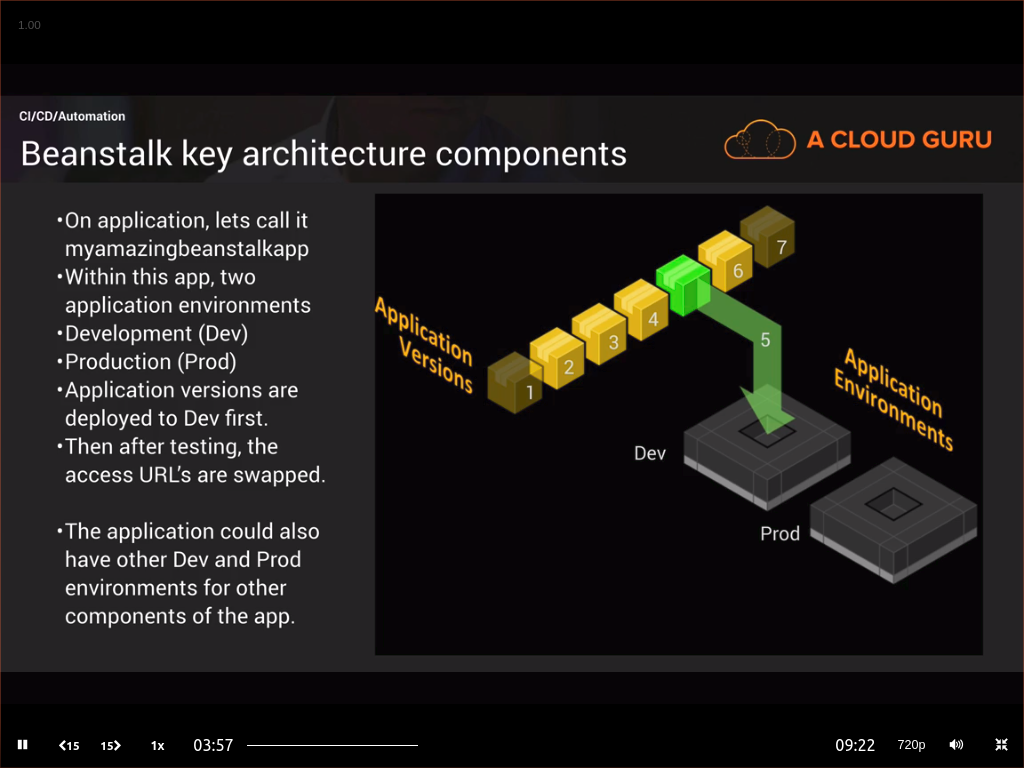 1.00
CI/CD/Automation
Beanstalk key architecture components
A CLOUD GURU
•On application, lets call it
myamazingbeanstalkapp
•Within this app, two
application environments
•Development (Dev)
•Production (Prod)
•Application versions are
deployed to Dev first.
•Then after testing, the
access URL's are swapped.
•The application could also
have other Dev and Prod
environments for other
components of the app.
Application
Versions
1
2
3
4
5
6
7
Application
Environments
Dev
Prod
15
15
1x
03:57
09:22
720p